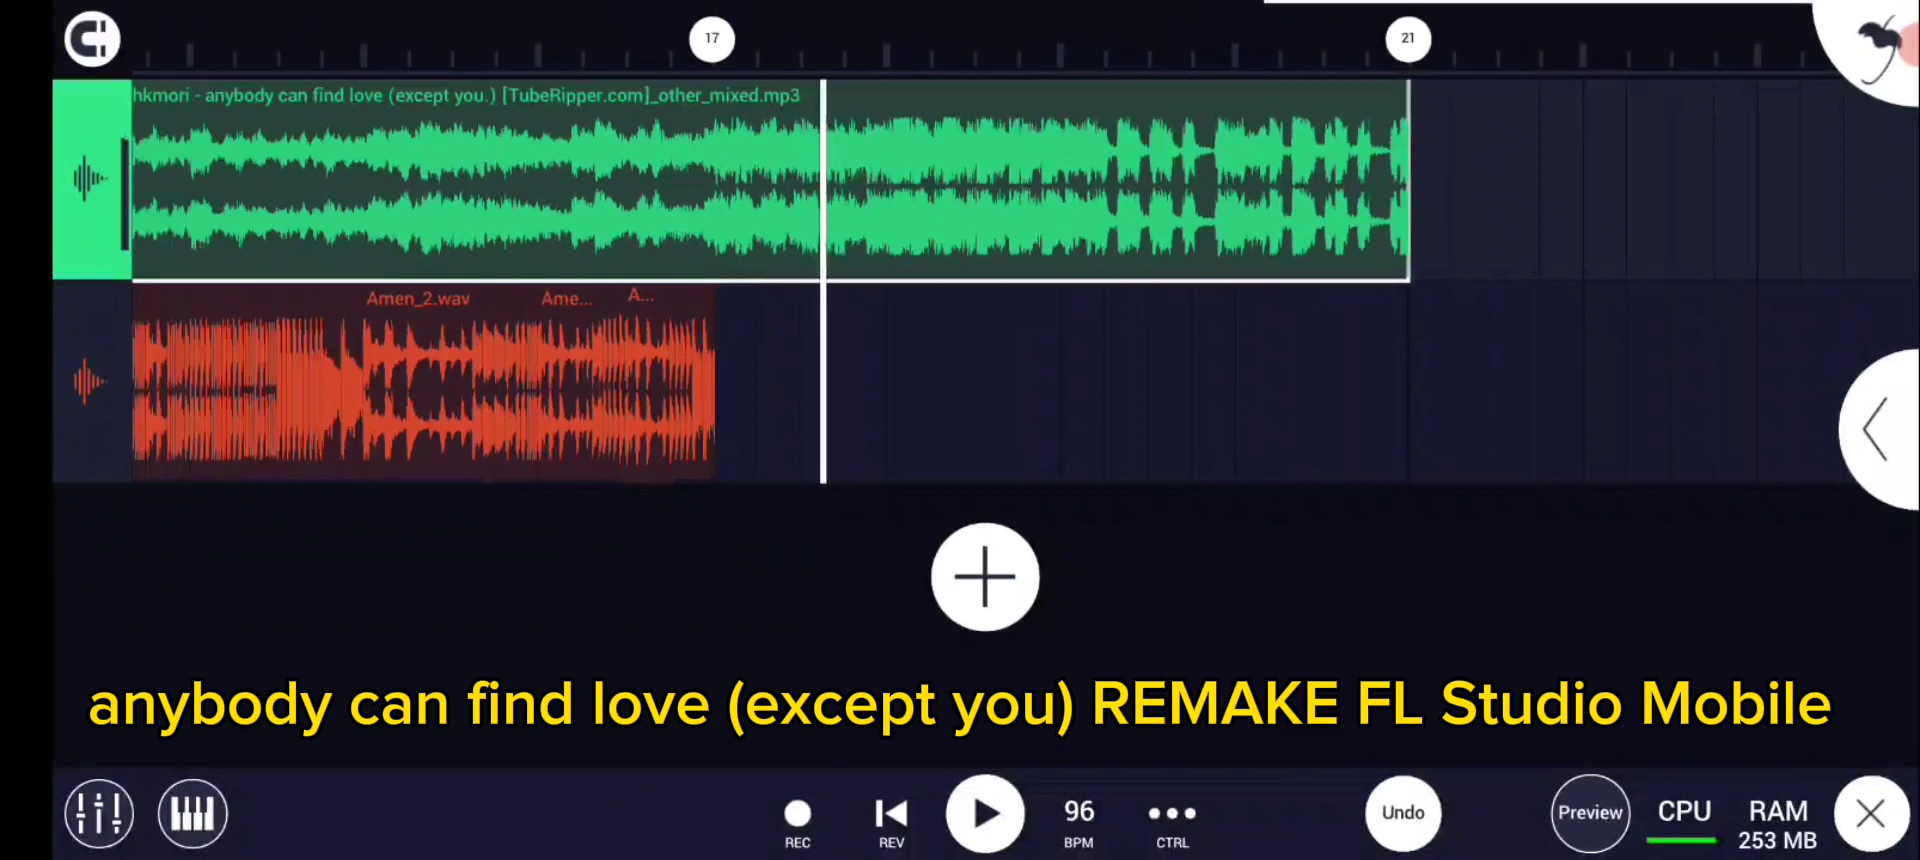 17
21
hkmori - anybody can find love (except you.) [TubeRipper.com]_other_mixed.mp3
Amen_2.wav
Ame...
A...
anybody can find love (except you) REMAKE FL Studio Mobile
REC
REV
96
BPM
CTRL
Undo
Preview
CPU
RAM
253 MB